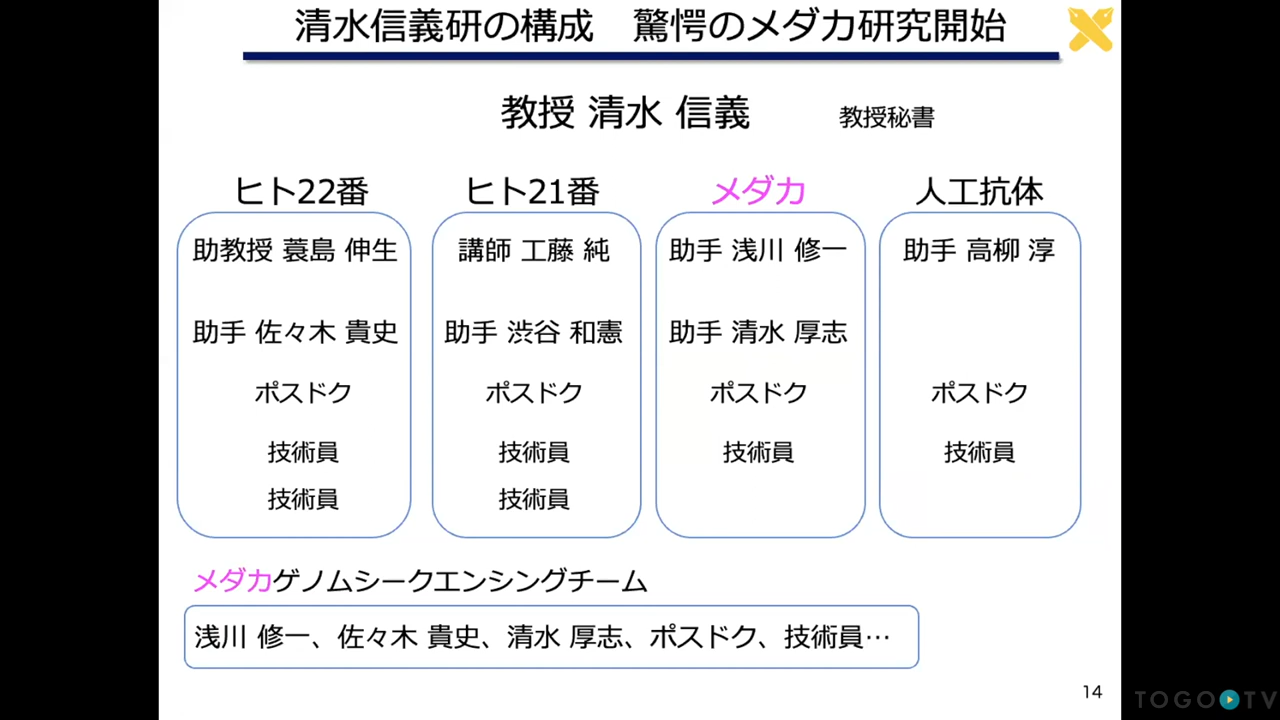 清水信義研の構成　驚愕のメダカ研究開始
教授 清水 信義
教授秘書
ヒト22番
助教授 蓑島 伸生
助手 佐々木 貴史
ポスドク
技術員
技術員
ヒト21番
講師 工藤 純
助手 渋谷 和憲
ポスドク
技術員
技術員
メダカ
助手 浅川 修一
助手 清水 厚志
ポスドク
技術員
人工抗体
助手 高柳 淳
ポスドク
技術員
メダカゲノムシークエンシングチーム
浅川 修一、佐々木 貴史、清水 厚志、ポスドク、技術員…
14
TOGOTV